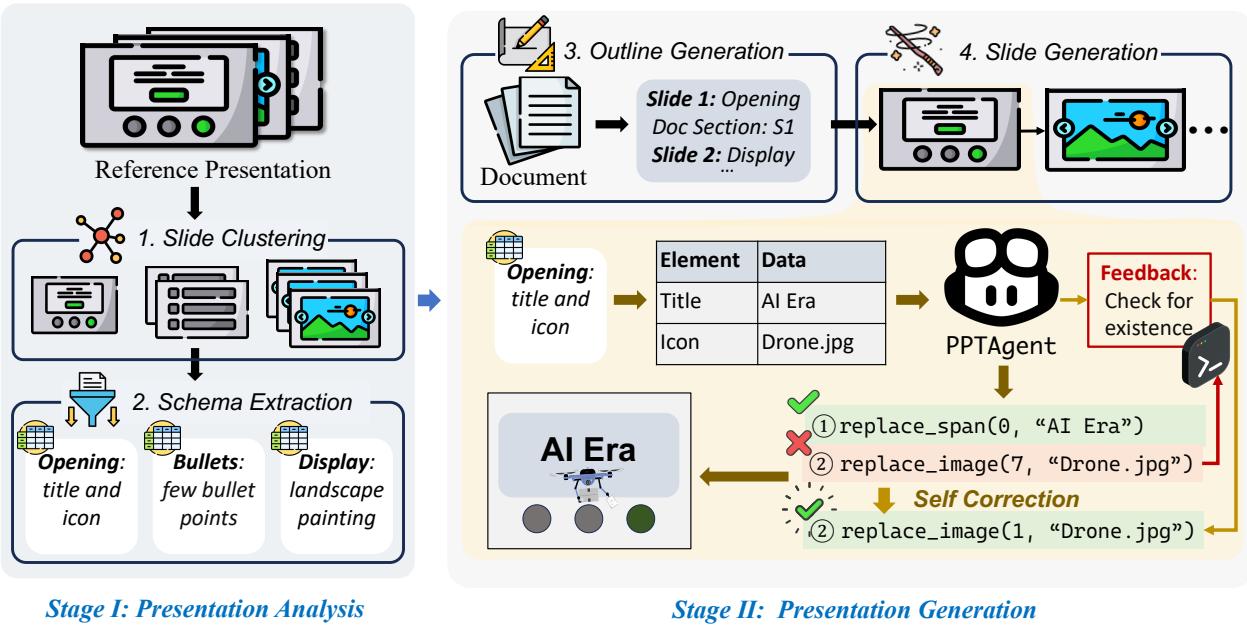 Reference Presentation
1. Slide Clustering
2. Schema Extraction
Opening:
title and
icon
Bullets:
few bullet
points
Display:
landscape
painting
Stage I: Presentation Analysis
3. Outline Generation
Document
Slide 1: Opening
Doc Section: S1
Slide 2: Display
...
4. Slide Generation
Opening:
title and
icon
Element Data
Title AI Era
Icon Drone.jpg
PPTAgent
Feedback:
Check for
existence
① replace_span(0, “AI Era”)
② replace_image(7, “Drone.jpg”)
Self Correction
② replace_image(1, “Drone.jpg”)
AI Era
Stage II: Presentation Generation